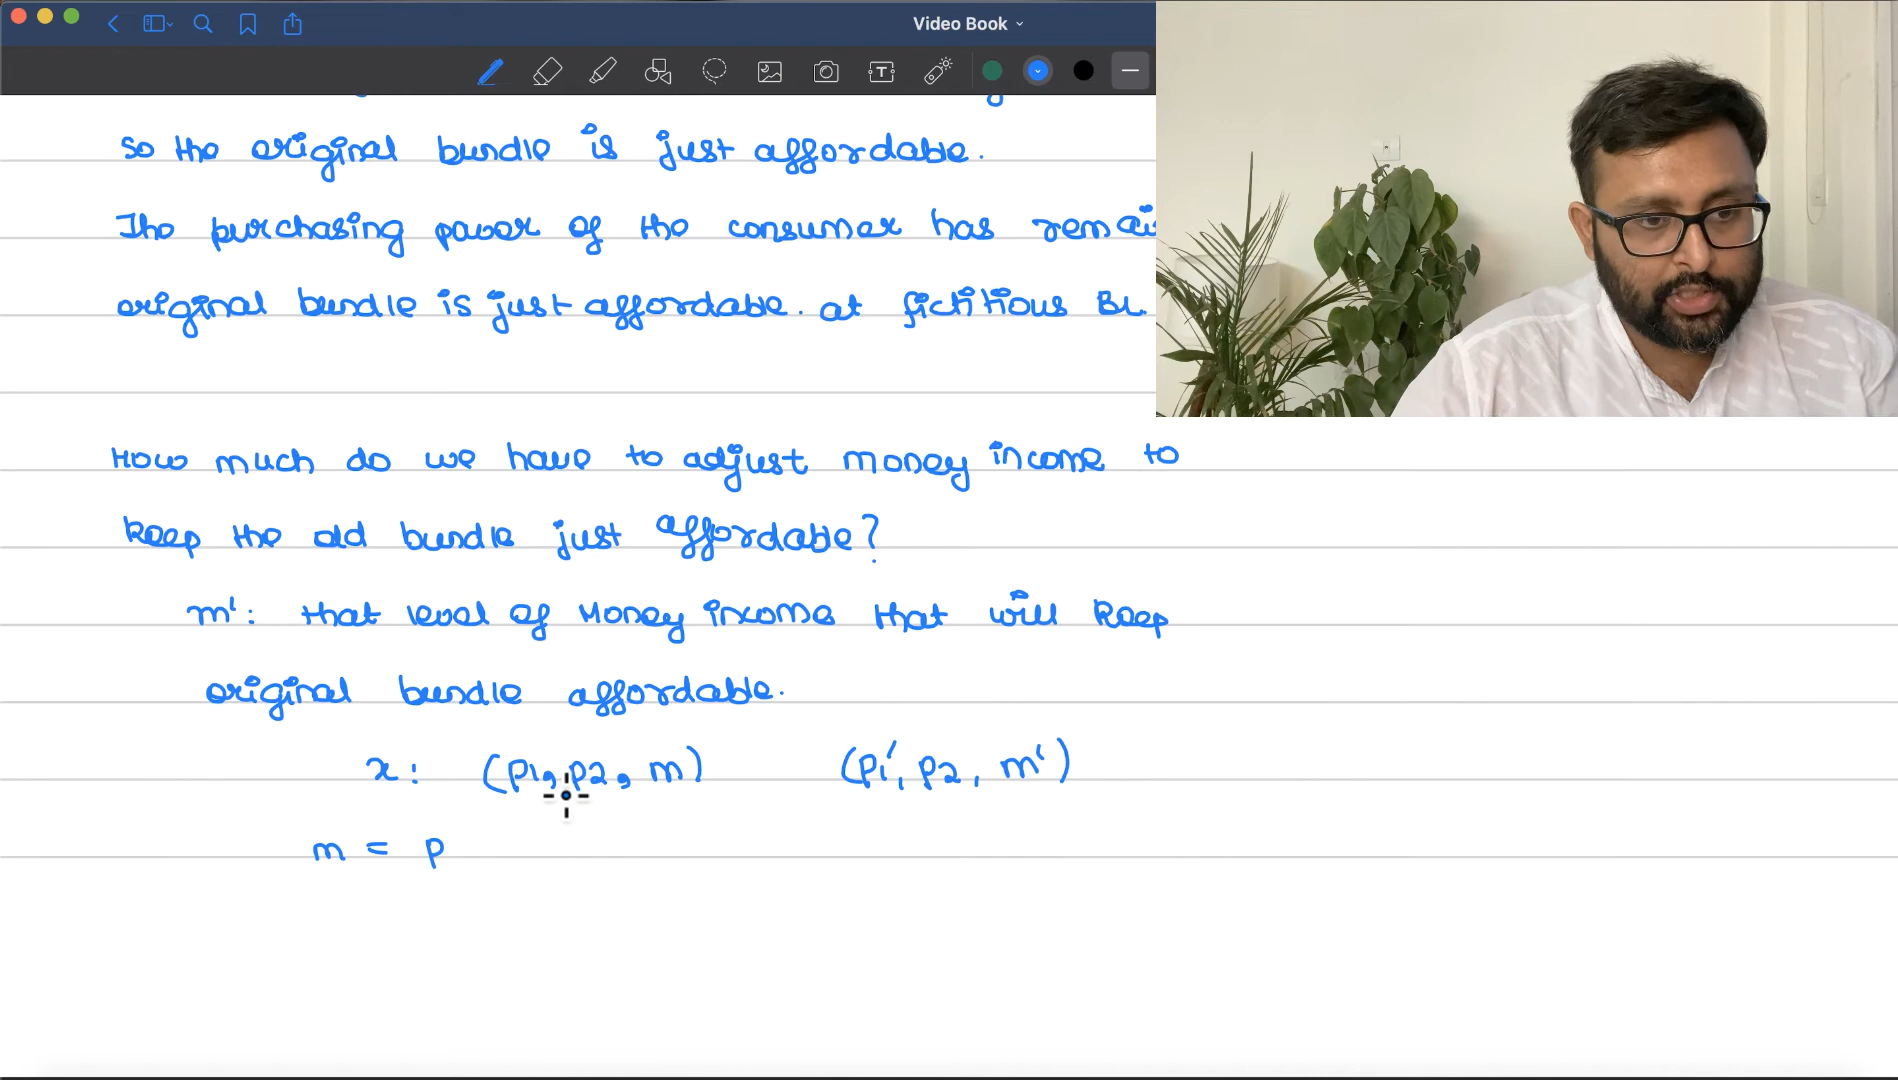 Video Book
so the original bundle is just affordable.
The purchasing power of the consumer has remai
original bundle is just affordable. at fictitious BL.
How much do we have to adjust money income to
keep the old bundle just affordable?
m': that level of Money income that will keep
original bundle affordable.
x: (p1, p2, m) (p1', p2, m')
m = p